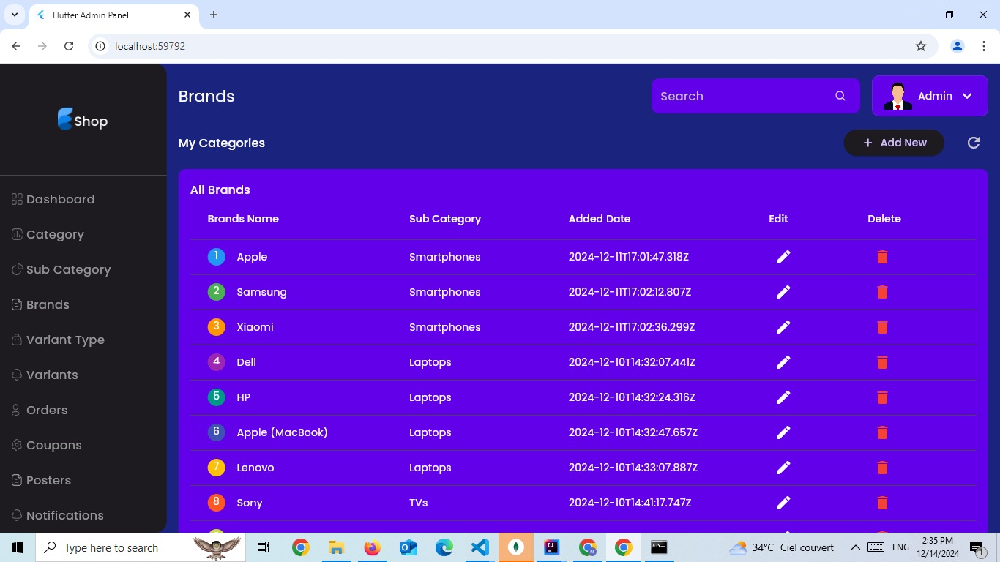 Flutter Admin Panel
localhost:59792
Shop
Brands
Search
Admin
My Categories
Add New
Dashboard
Category
Sub Category
Brands
Variant Type
Variants
Orders
Coupons
Posters
Notifications
All Brands
Brands Name Sub Category Added Date Edit Delete
1 Apple Smartphones 2024-12-11T17:01:47.318Z
2 Samsung Smartphones 2024-12-11T17:02:12.807Z
3 Xiaomi Smartphones 2024-12-11T17:02:36.299Z
4 Dell Laptops 2024-12-10T14:32:07.441Z
5 HP Laptops 2024-12-10T14:32:24.316Z
6 Apple (MacBook) Laptops 2024-12-10T14:32:47.657Z
7 Lenovo Laptops 2024-12-10T14:33:07.887Z
8 Sony TVs 2024-12-10T14:41:17.747Z
Type here to search
34°C Ciel couvert
ENG
2:35 PM
12/14/2024
1